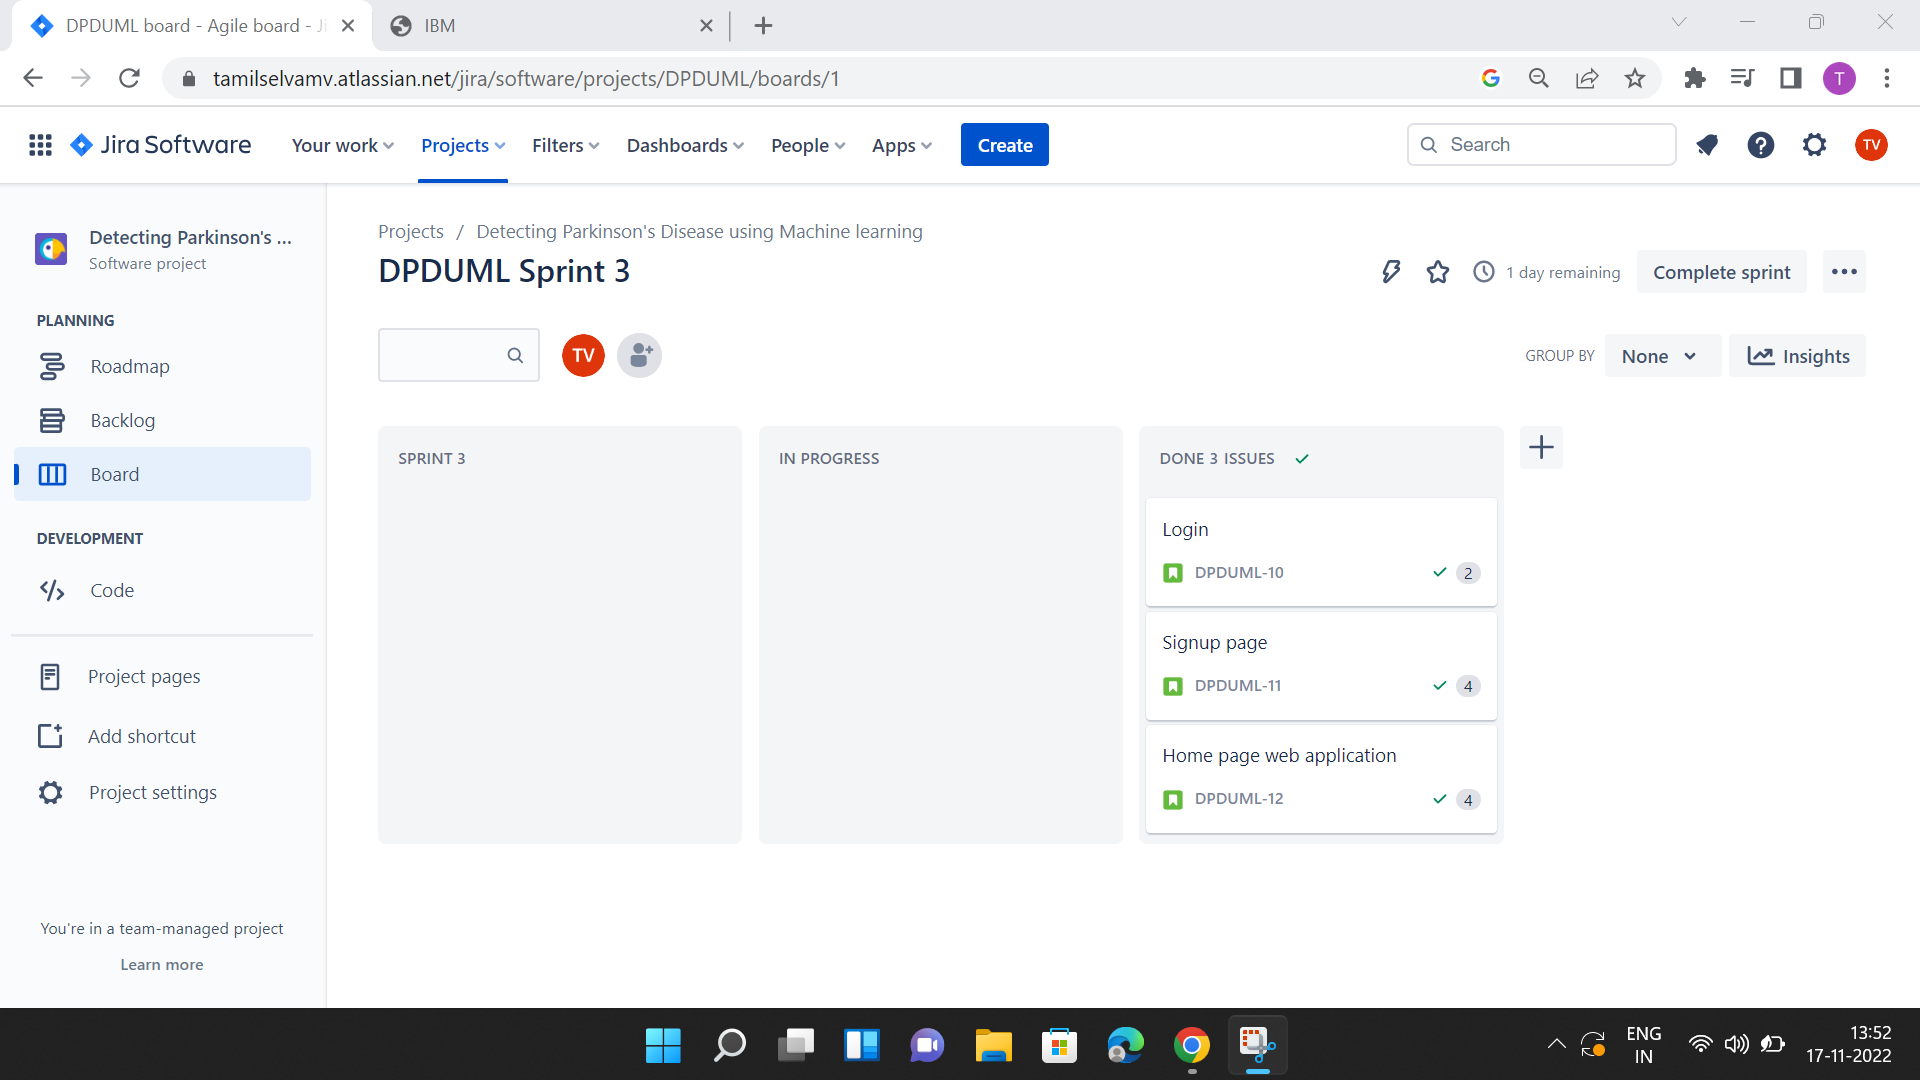 DPDUML board - Agile board - Ji
IBM
tamilselvamv.atlassian.net/jira/software/projects/DPDUML/boards/1
T
Jira Software
Your work
Projects
Filters
Dashboards
People
Apps
Create
Search
TV
Detecting Parkinson's ...
Software project
PLANNING
Roadmap
Backlog
Board
DEVELOPMENT
Code
Project pages
Add shortcut
Project settings
You're in a team-managed project
Learn more
Projects / Detecting Parkinson's Disease using Machine learning
DPDUML Sprint 3
1 day remaining
Complete sprint
TV
GROUP BY
None
Insights
SPRINT 3
IN PROGRESS
DONE 3 ISSUES
Login
DPDUML-10
2
Signup page
DPDUML-11
4
Home page web application
DPDUML-12
4
ENG
IN
13:52
17-11-2022